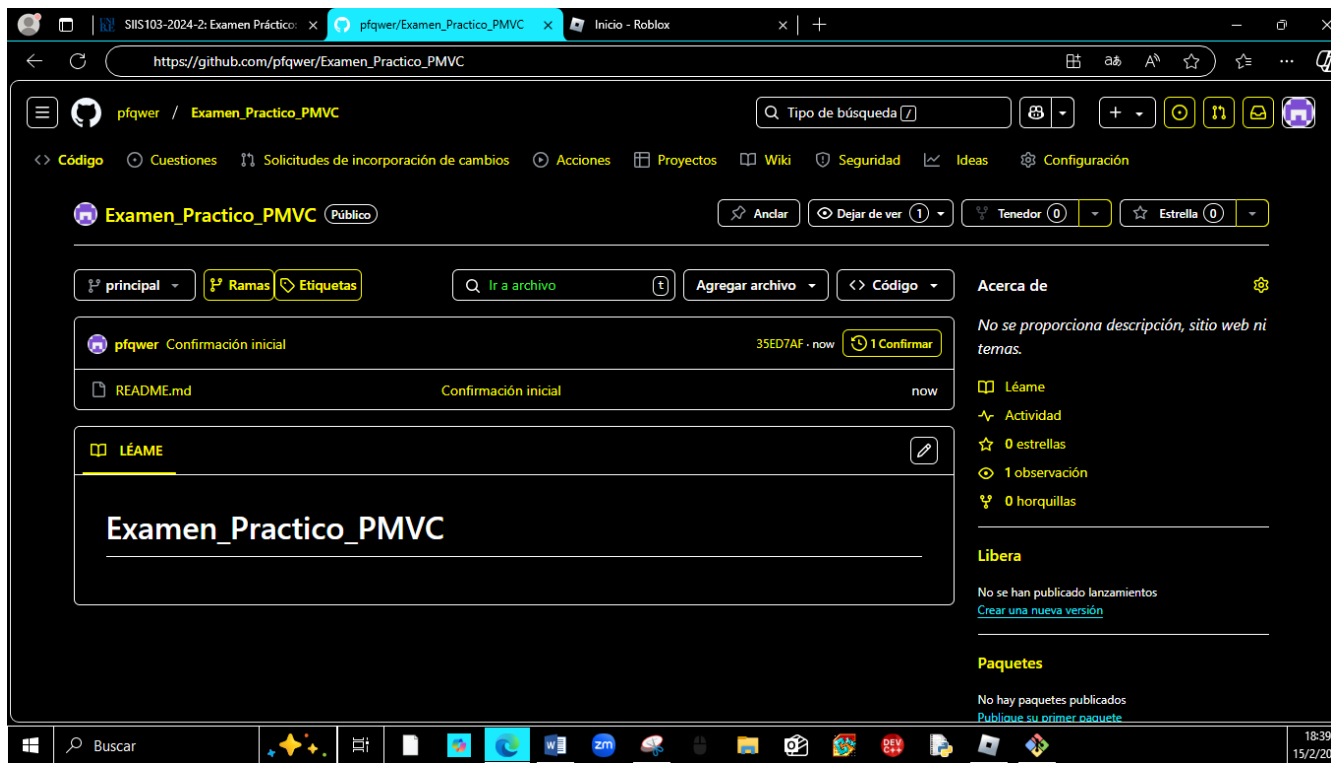 SIIS103-2024-2: Examen Práctico:
pfqwer/Examen_Practico_PMVC
Inicio - Roblox
https://github.com/pfqwer/Examen_Practico_PMVC
pfqwer / Examen_Practico_PMVC
Tipo de búsqueda /
Código Cuestiones Solicitudes de incorporación de cambios Acciones Proyectos Wiki Seguridad Ideas Configuración
Examen_Practico_PMVC Público
Anclar Dejar de ver 1 Tenedor 0 Estrella 0
principal Ramas Etiquetas Ir a archivo t Agregar archivo Código
pfqwer Confirmación inicial 35ED7AF · now 1 Confirmar
README.md Confirmación inicial now
LÉAME
Examen_Practico_PMVC
Acerca de
No se proporciona descripción, sitio web ni
temas.
Léame
Actividad
0 estrellas
1 observación
0 horquillas
Libera
No se han publicado lanzamientos
Crear una nueva versión
Paquetes
No hay paquetes publicados
Publique su primer paquete
Buscar
zm
DEV
C++
18:39
15/2/20